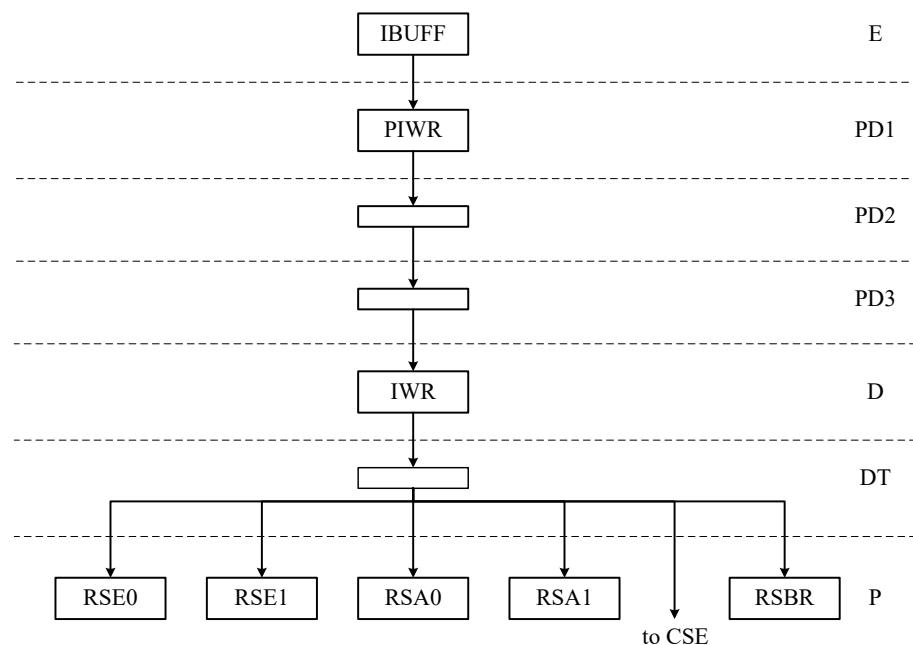 IBUFF E
PIWR PD1
PD2
PD3
IWR D
DT
RSE0 RSE1 RSA0 RSA1 RSBR P
to CSE